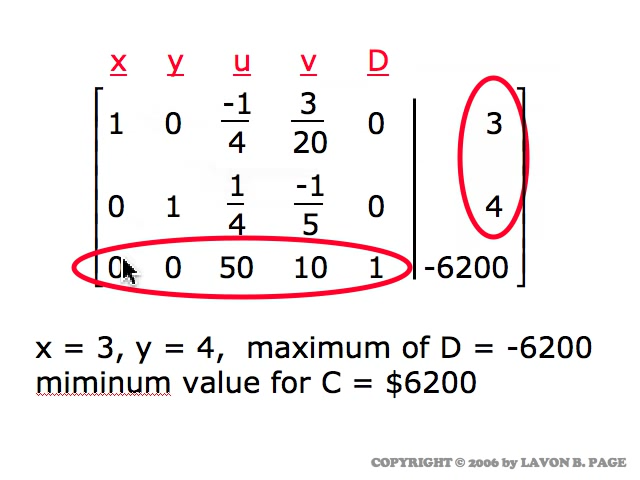 x y u v D
1 0 -1/4 3/20 0 3
0 1 1/4 -1/5 0 4
0 0 50 10 1 -6200
x = 3, y = 4, maximum of D = -6200
miminum value for C = $6200
COPYRIGHT © 2006 by LAVON B. PAGE